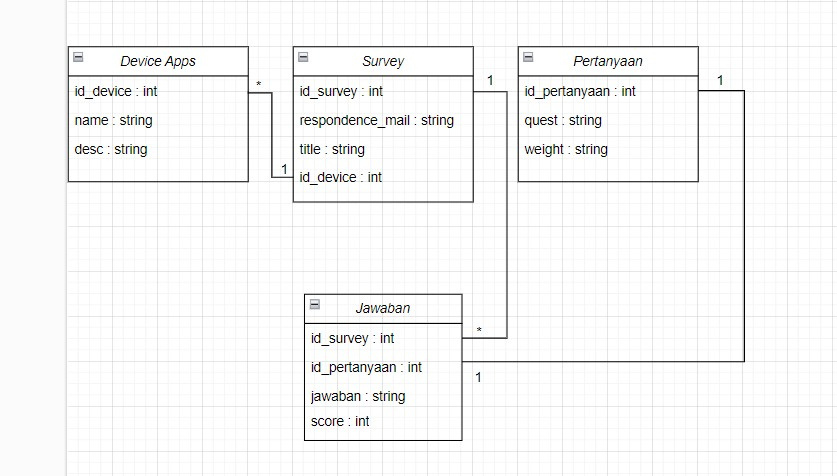 Device Apps
id_device : int
name : string
desc : string
*
1
Survey
id_survey : int
respondence_mail : string
title : string
id_device : int
1
Pertanyaan
id_pertanyaan : int
quest : string
weight : string
1
Jawaban
id_survey : int
id_pertanyaan : int
jawaban : string
score : int
*
1